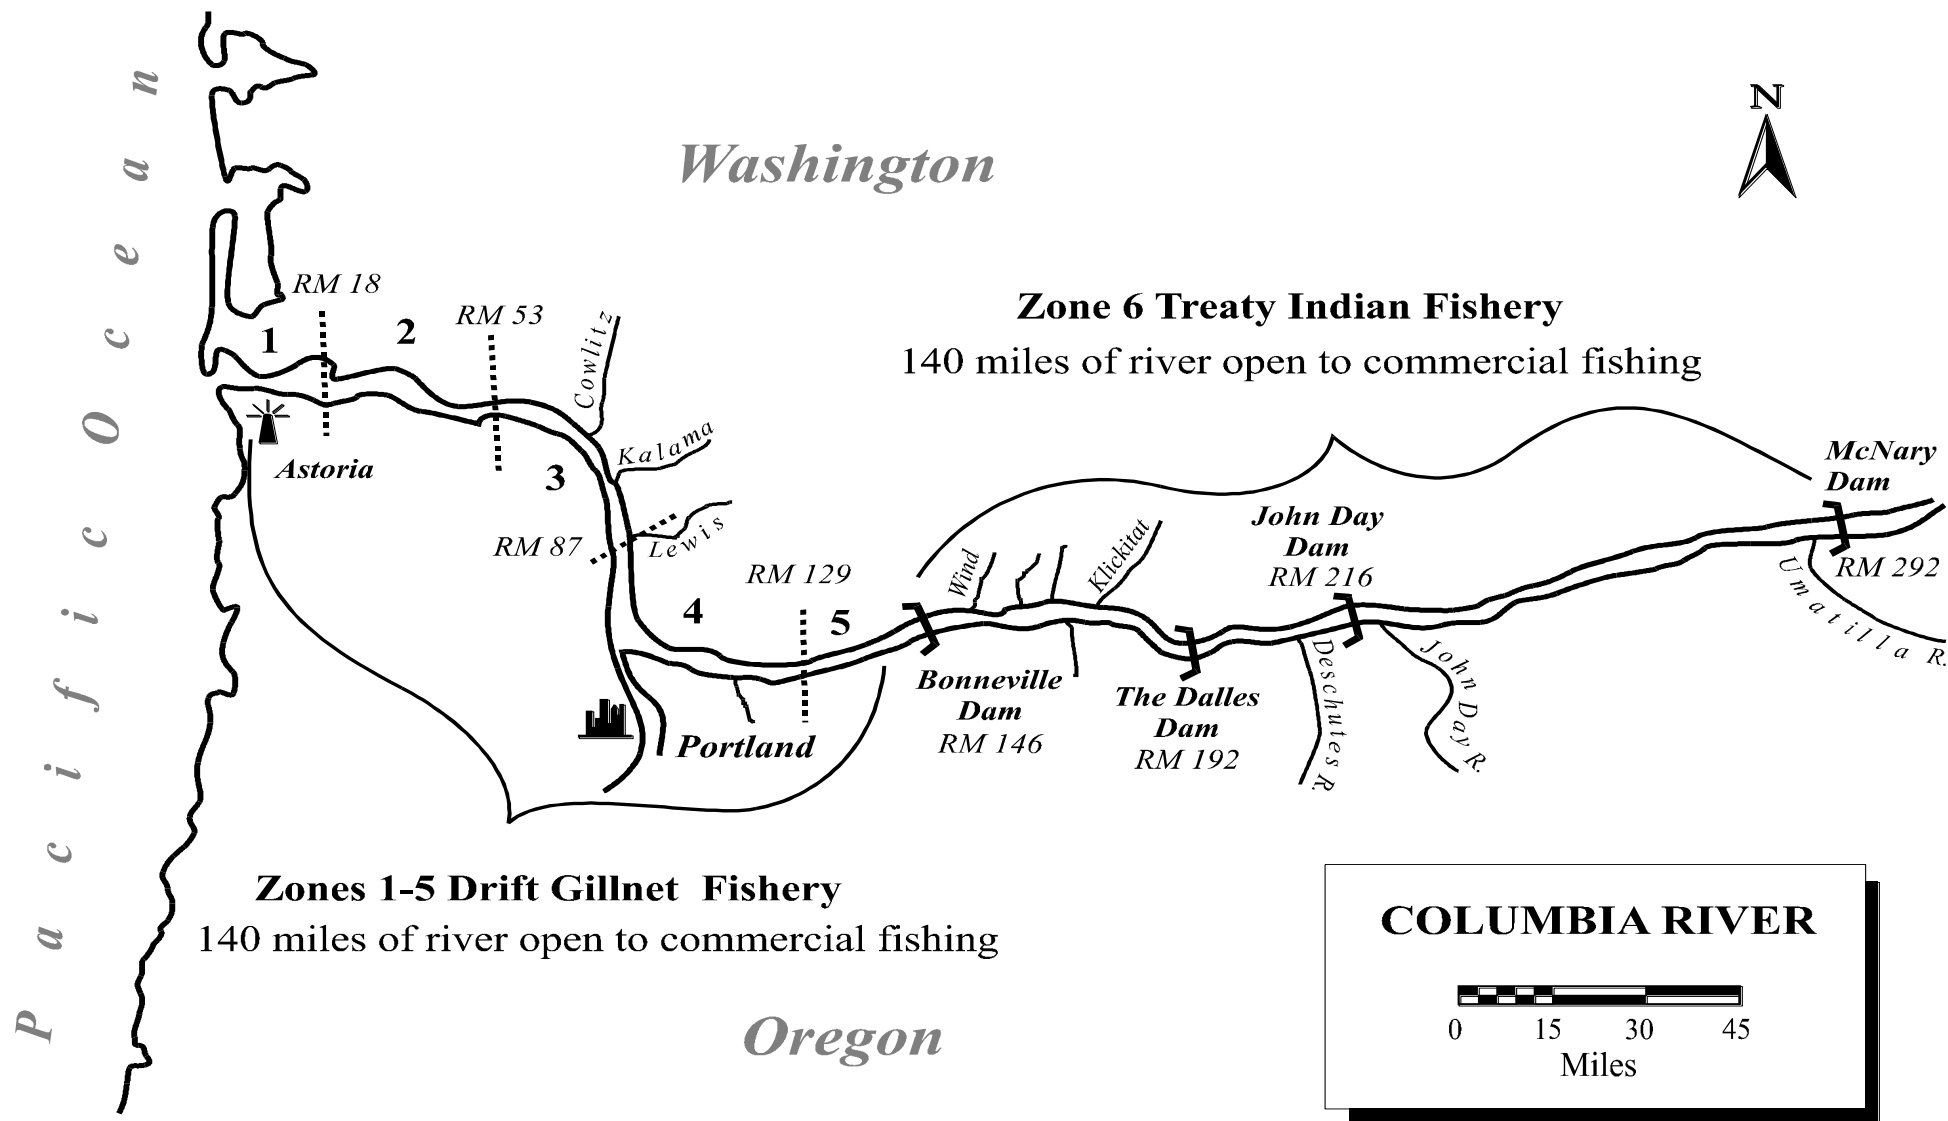 Pacific Ocean
Washington
N
RM 18
RM 53
1
2
Cowlitz
Zone 6 Treaty Indian Fishery
140 miles of river open to commercial fishing
Astoria
3
Kalama
RM 87
Lewis
RM 129
4
5
Wind
Klickitat
John Day
Dam
RM 216
McNary
Dam
RM 292
Umatilla R.
Bonneville
Dam
RM 146
The Dalles
Dam
RM 192
Deschutes R.
John Day R.
Portland
Zones 1-5 Drift Gillnet Fishery
140 miles of river open to commercial fishing
Oregon
COLUMBIA RIVER
0 15 30 45
Miles